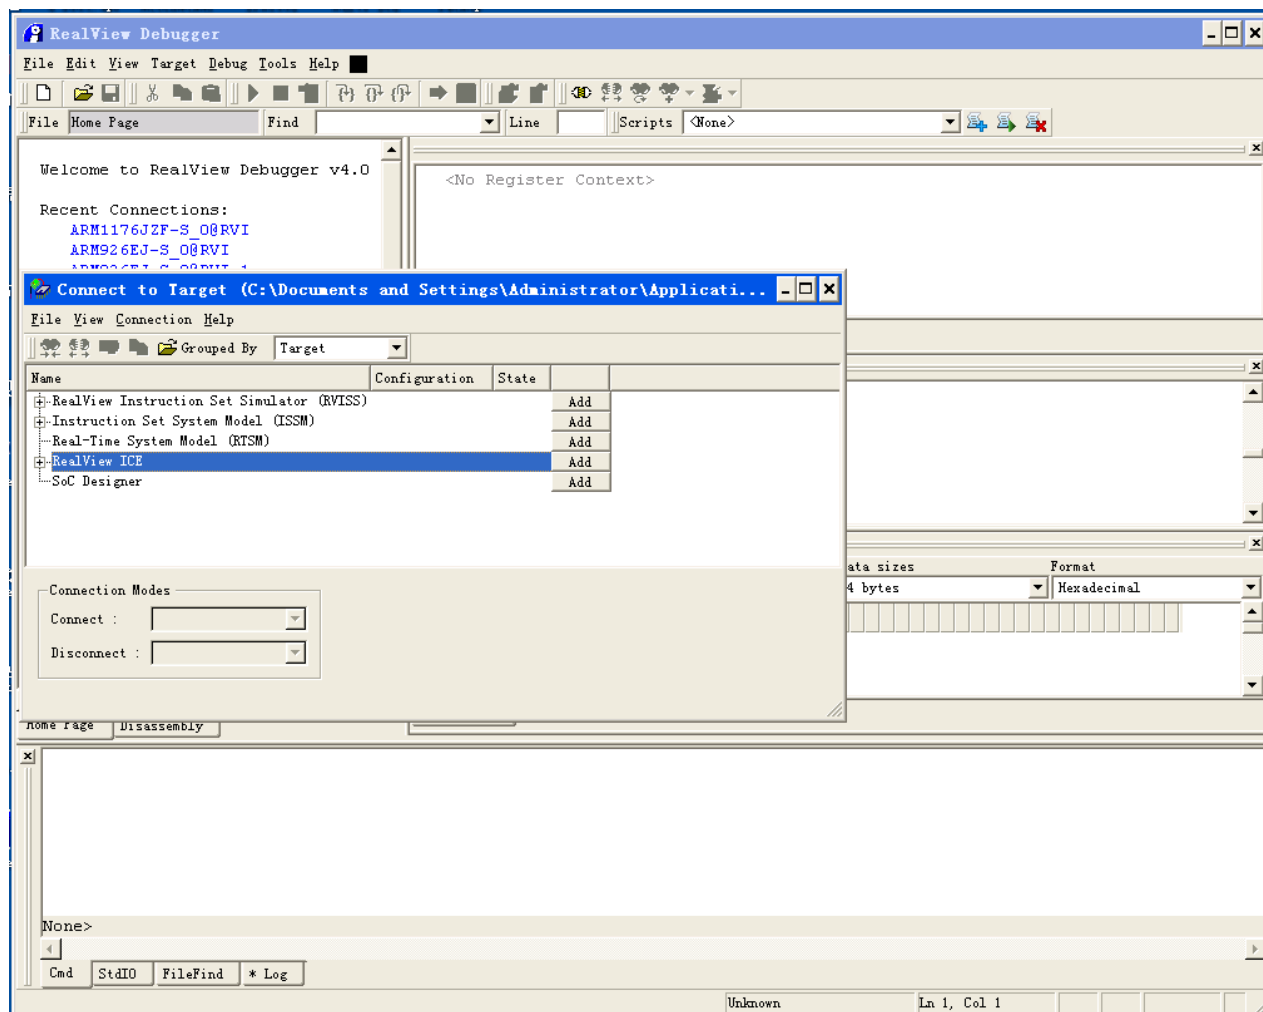 RealView Debugger
File Edit View Target Debug Tools Help
File Home Page Find Line Scripts <None>
Welcome to RealView Debugger v4.0
<No Register Context>
Recent Connections:
ARM1176JZF-S_0@RVI
ARM926EJ-S_0@RVI
ARM926EJ-S_0@RVI_1
Connect to Target (C:\Documents and Settings\Administrator\Applicati...
File View Connection Help
Grouped By Target
Name Configuration State
RealView Instruction Set Simulator (RVISS) Add
Instruction Set System Model (ISSM) Add
Real-Time System Model (RTSM) Add
RealView ICE Add
SoC Designer Add
ata sizes Format
4 bytes Hexadecimal
Connection Modes
Connect :
Disconnect :
Home Page Disassembly
None>
Cmd StdIO FileFind * Log
Unknown Ln 1, Col 1